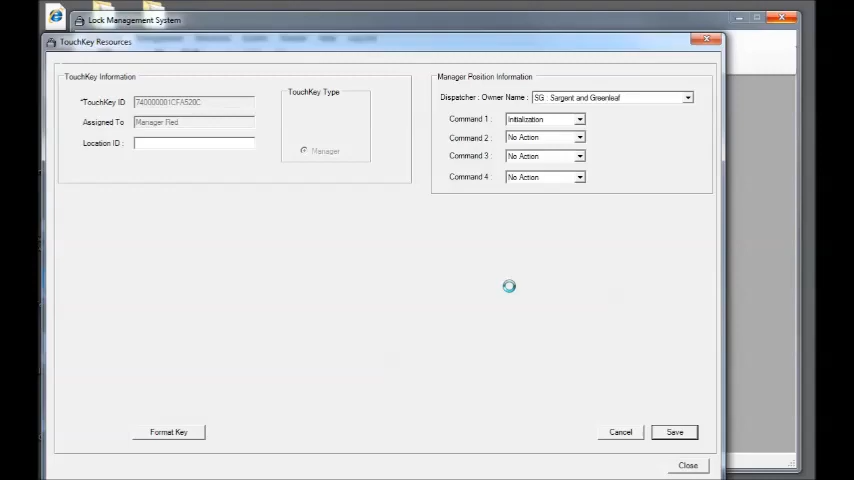 Lock Management System
TouchKey Resources
TouchKey Information
*TouchKey ID
740000001CFA520C
Assigned To
Manager Red
Location ID :
TouchKey Type
Manager
Manager Position Information
Dispatcher : Owner Name :
SG : Sargent and Greenleaf
Command 1 :
Initialization
Command 2 :
No Action
Command 3 :
No Action
Command 4 :
No Action
Format Key
Cancel
Save
Close